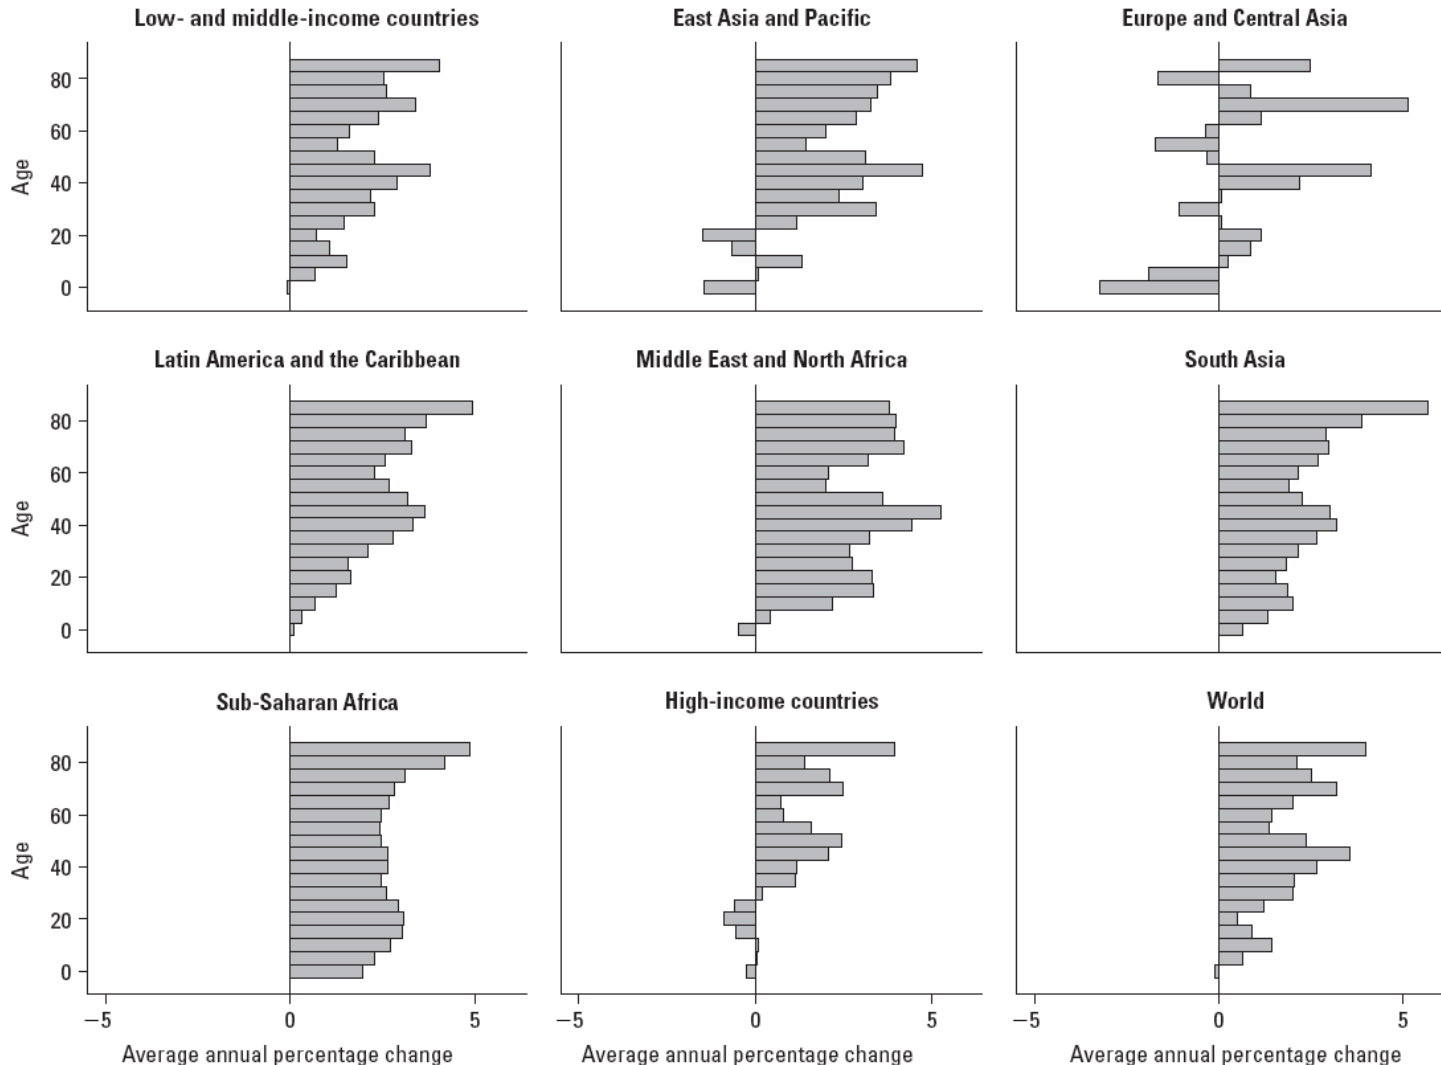 Low- and middle-income countries
East Asia and Pacific
Europe and Central Asia
Age
80
60
40
20
0
Latin America and the Caribbean
Middle East and North Africa
South Asia
Age
80
60
40
20
0
Sub-Saharan Africa
High-income countries
World
Age
80
60
40
20
0
−5 0 5
−5 0 5
−5 0 5
Average annual percentage change
Average annual percentage change
Average annual percentage change